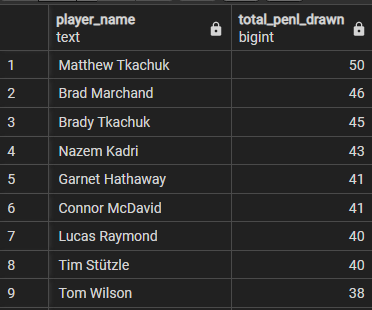 player_name total_penl_drawn
text bigint
1 Matthew Tkachuk 50
2 Brad Marchand 46
3 Brady Tkachuk 45
4 Nazem Kadri 43
5 Garnet Hathaway 41
6 Connor McDavid 41
7 Lucas Raymond 40
8 Tim Stützle 40
9 Tom Wilson 38